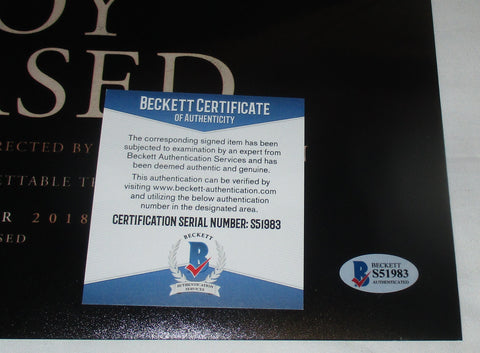 OY
ASED
BECKETT CERTIFICATE
OF AUTHENTICITY
The corresponding signed item has been
subjected to examination by an expert from
Beckett Authentication Services and has
been deemed authentic and genuine.
This authentication can be verified by
visiting www.beckett-authentication.com
and utilizing the below authentication
number in the designated area.
CERTIFICATION SERIAL NUMBER: S51983
BECKETT
B
AUTHENTICATION
SERVICES
RECTED BY
ETTABLE
R 2018
SED
BECKETT
B
S51983
AUTHENTICATED